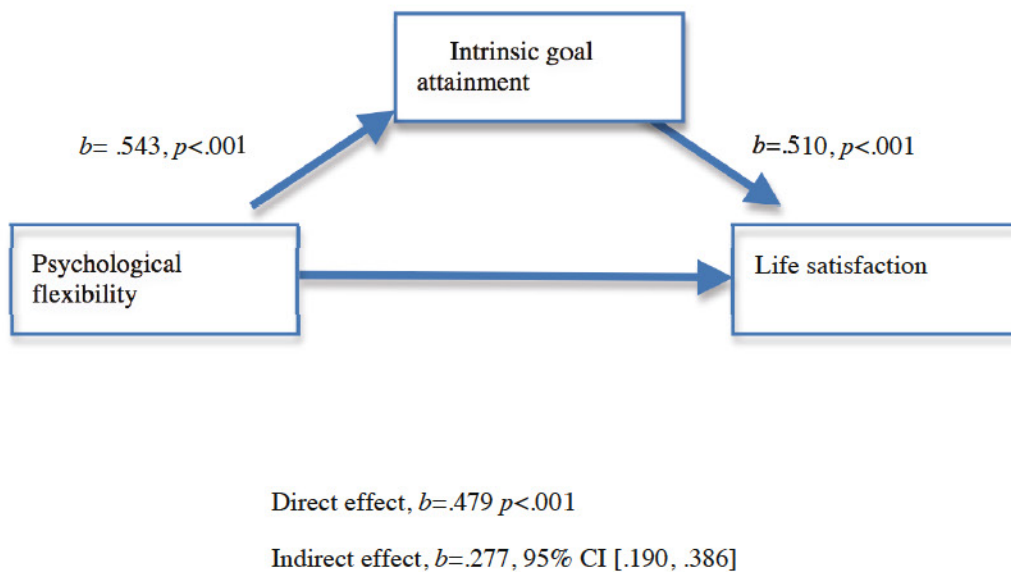 Intrinsic goal
attainment
b= .543, p<.001
b=.510, p<.001
Psychological
flexibility
Life satisfaction
Direct effect, b=.479 p<.001
Indirect effect, b=.277, 95% CI [.190, .386]